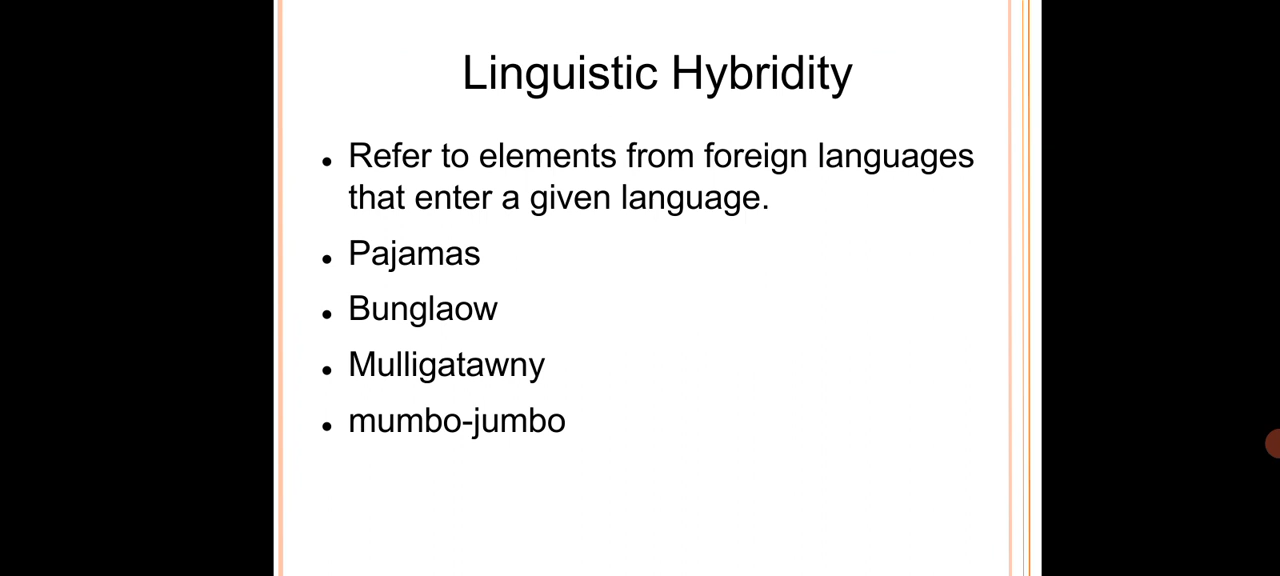 Linguistic Hybridity
• Refer to elements from foreign languages
that enter a given language.
• Pajamas
• Bunglaow
• Mulligatawny
• mumbo-jumbo